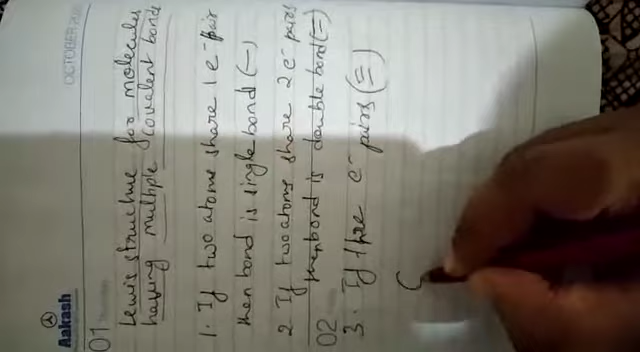 Aakash
OCTOBER
01
Lewis structure for molecules
having multiple covalent bonds
1. If two atoms share 1 e⁻ pair
then bond is single bond (−)
2 If two atoms share 2 e⁻ pairs
then bond is double bond (=)
02
3. If three e⁻ pairs (≡)